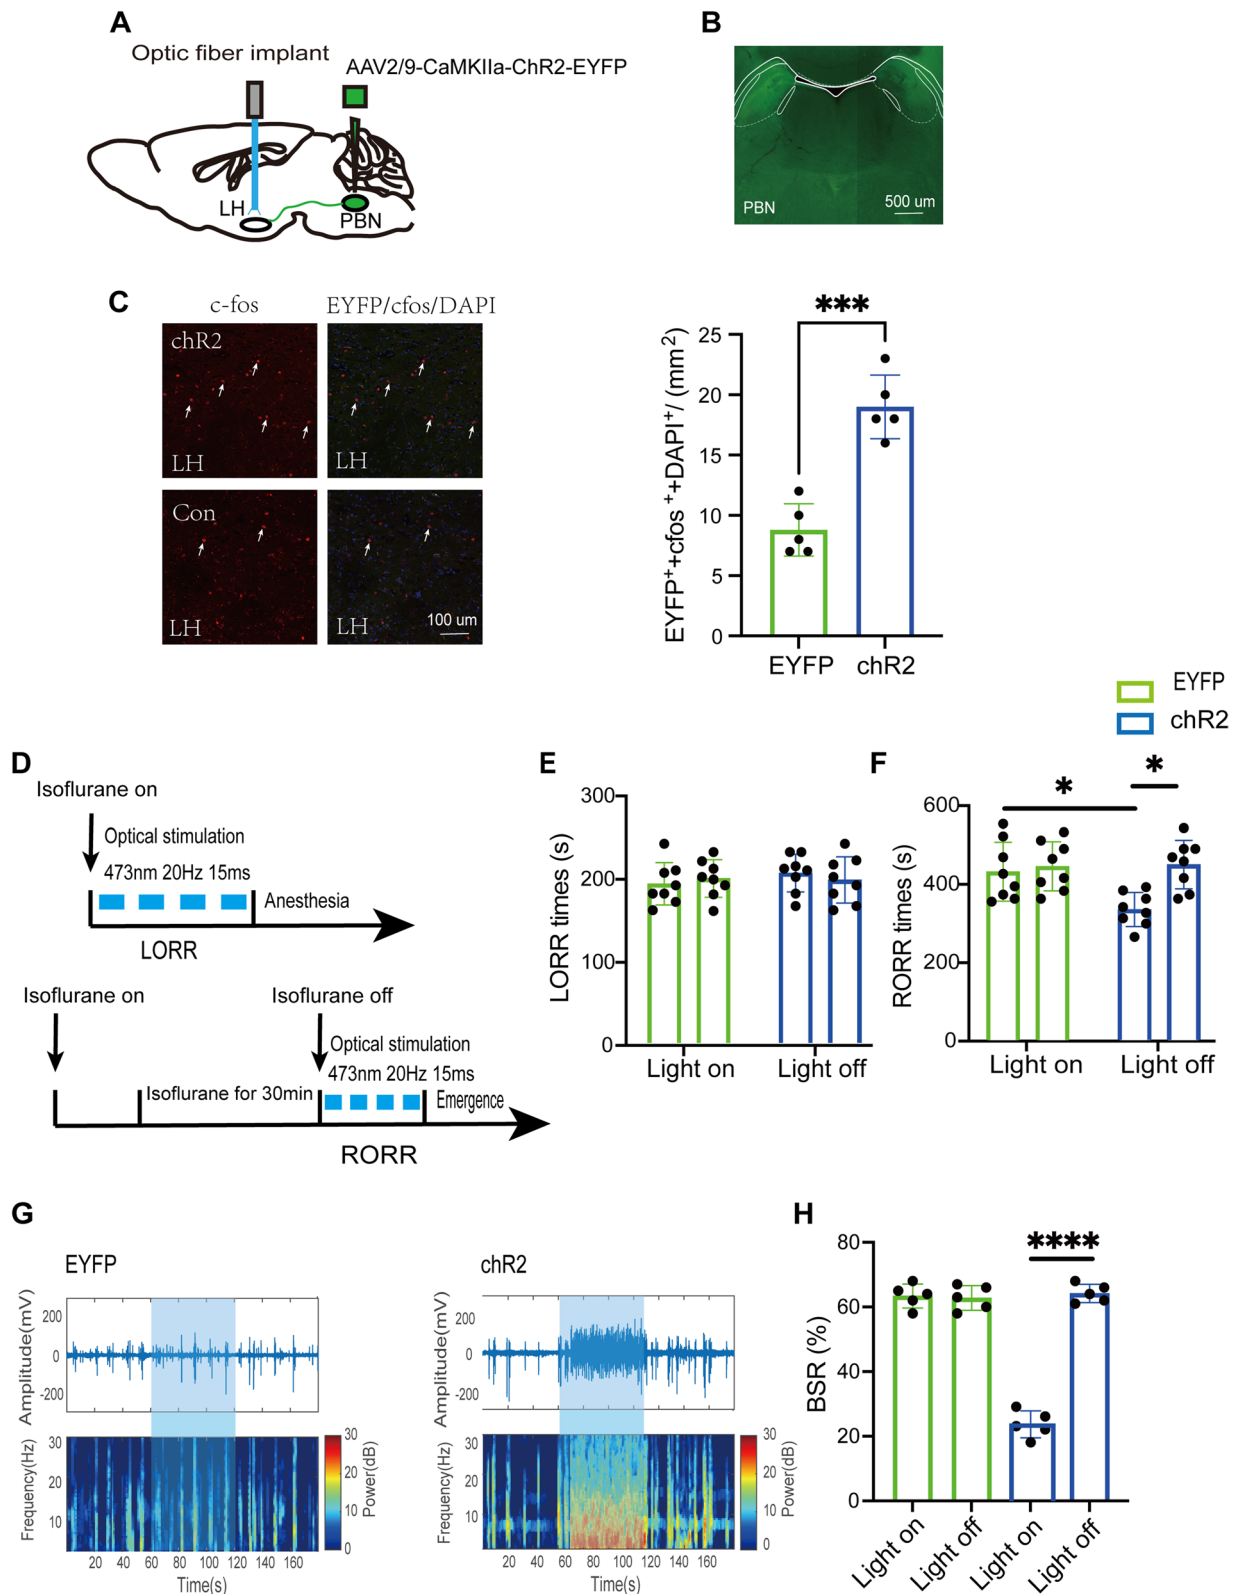 A
Optic fiber implant
AAV2/9-CaMKIIa-ChR2-EYFP
LH
PBN
B
PBN
500 um
C
c-fos
EYFP/cfos/DAPI
chR2
LH
LH
Con
LH
LH
100 um
***
EYFP⁺+cfos ⁺+DAPI⁺/ (mm²)
25
20
15
10
5
0
EYFP
chR2
EYFP
chR2
D
Isoflurane on
Optical stimulation
473nm 20Hz 15ms
Anesthesia
LORR
Isoflurane on
Isoflurane off
Optical stimulation
473nm 20Hz 15ms
Isoflurane for 30min
Emergence
RORR
E
LORR times (s)
300
200
100
0
Light on
Light off
F
*
*
RORR times (s)
600
400
200
0
Light on
Light off
G
EYFP
Amplitude(mV)
200
0
-200
Frequency(Hz)
30
20
10
20 40 60 80 100 120 140 160
Time(s)
30
20
10
0
Power(dB)
chR2
Amplitude(mV)
200
0
-200
Frequency(Hz)
30
20
10
20 40 60 80 100 120 140 160
Time(s)
30
20
10
0
Power(dB)
H
****
BSR (%)
80
60
40
20
0
Light on
Light off
Light on
Light off